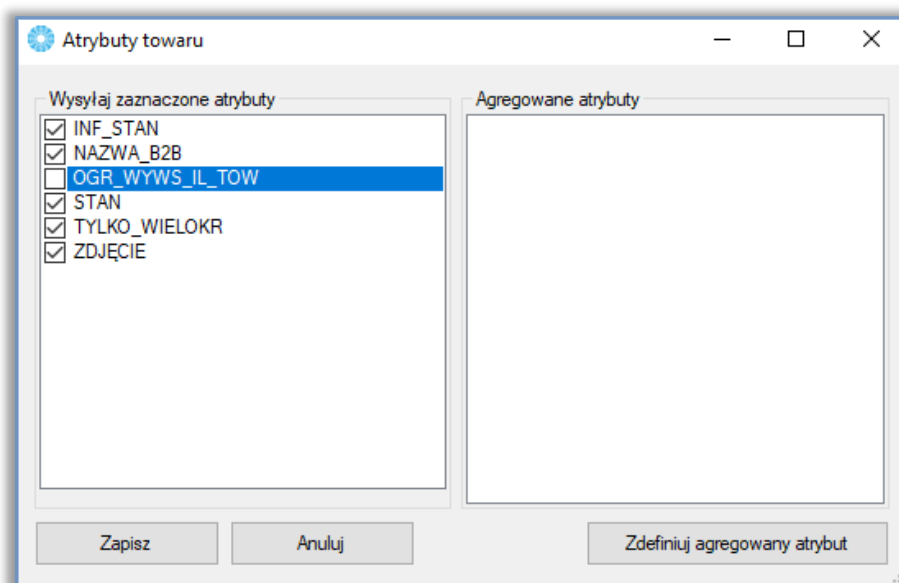 Atrybuty towaru
Wysyłaj zaznaczone atrybuty
INF_STAN
NAZWA_B2B
OGR_WYWS_IL_TOW
STAN
TYLKO_WIELOKR
ZDJĘCIE
Agregowane atrybuty
Zapisz
Anuluj
Zdefiniuj agregowany atrybut